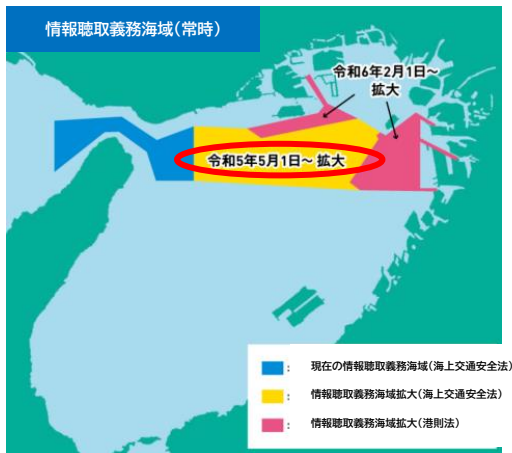 情報聴取義務海域(常時)
令和6年2月1日~
拡大
令和5年5月1日~ 拡大
: 現在の情報聴取義務海域(海上交通安全法)
: 情報聴取義務海域拡大(海上交通安全法)
: 情報聴取義務海域拡大(港則法)